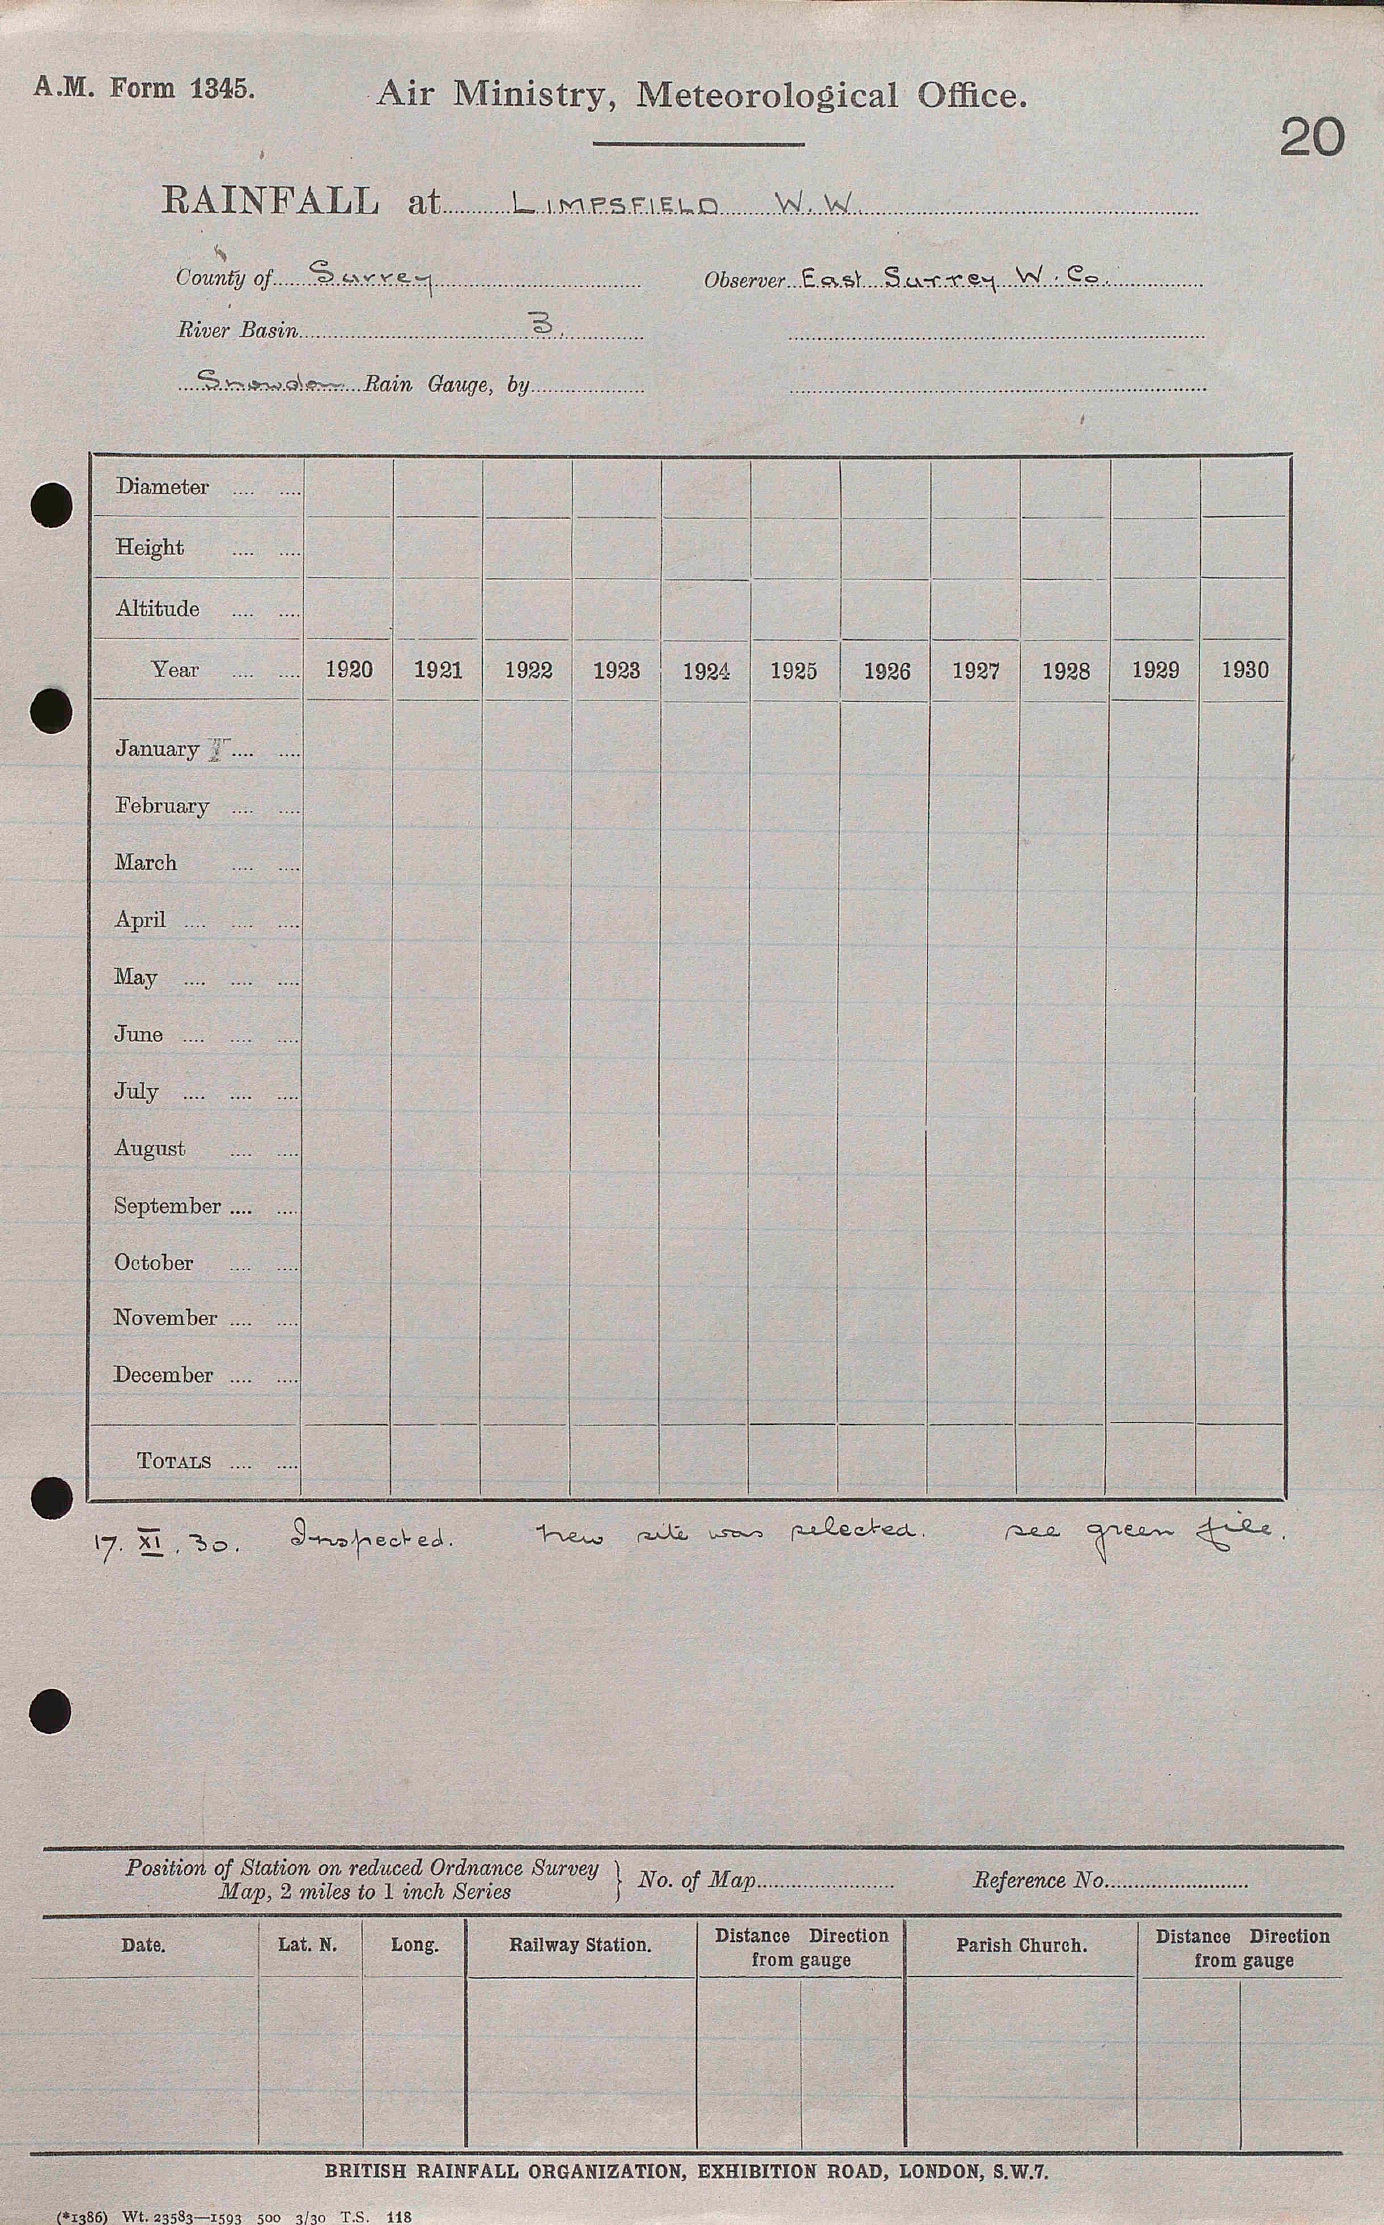 A.M. Form 1345.
Air Ministry, Meteorological Office.
20
RAINFALL at LIMPSFIELD W.W.
County of Surrey Observer East Surrey W. Co.
River Basin 3.
Snowdon Rain Gauge, by
Diameter
Height
Altitude
Year 1920 1921 1922 1923 1924 1925 1926 1927 1928 1929 1930
January
February
March
April
May
June
July
August
September
October
November
December
TOTALS
17. XI. 30. Inspected. New site was selected. see green file.
Position of Station on reduced Ordnance Survey
Map, 2 miles to 1 inch Series } No. of Map Reference No.
Date. Lat. N. Long. Railway Station. Distance Direction from gauge Parish Church. Distance Direction from gauge
BRITISH RAINFALL ORGANIZATION, EXHIBITION ROAD, LONDON, S.W.7.
(*1386) Wt. 23583—1593 500 3/30 T.S. 118